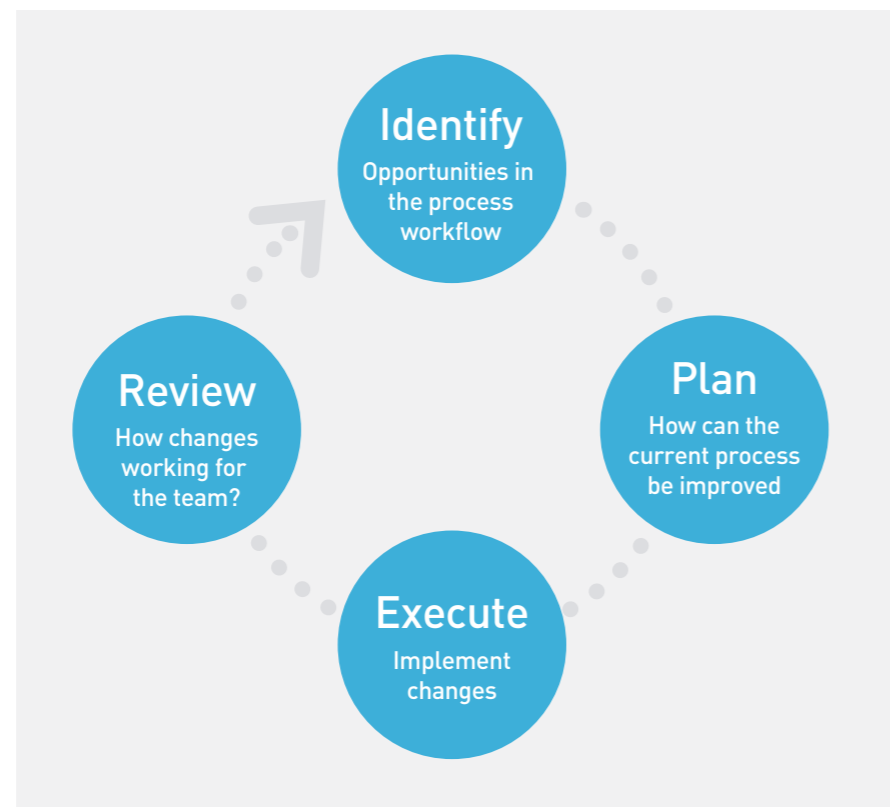 Identify
Opportunities in
the process
workflow
Plan
How can the
current process
be improved
Execute
Implement
changes
Review
How changes
working for
the team?